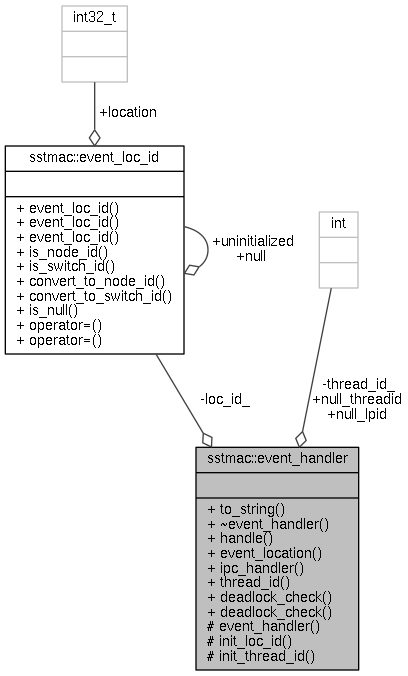 int32_t
+location
sstmac::event_loc_id
+ event_loc_id()
+ event_loc_id()
+ event_loc_id()
+ is_node_id()
+ is_switch_id()
+ convert_to_node_id()
+ convert_to_switch_id()
+ is_null()
+ operator=()
+ operator=()
+uninitialized
+null
int
-loc_id_
-thread_id_
+null_threadid
+null_lpid
sstmac::event_handler
+ to_string()
+ ~event_handler()
+ handle()
+ event_location()
+ ipc_handler()
+ thread_id()
+ deadlock_check()
+ deadlock_check()
# event_handler()
# init_loc_id()
# init_thread_id()